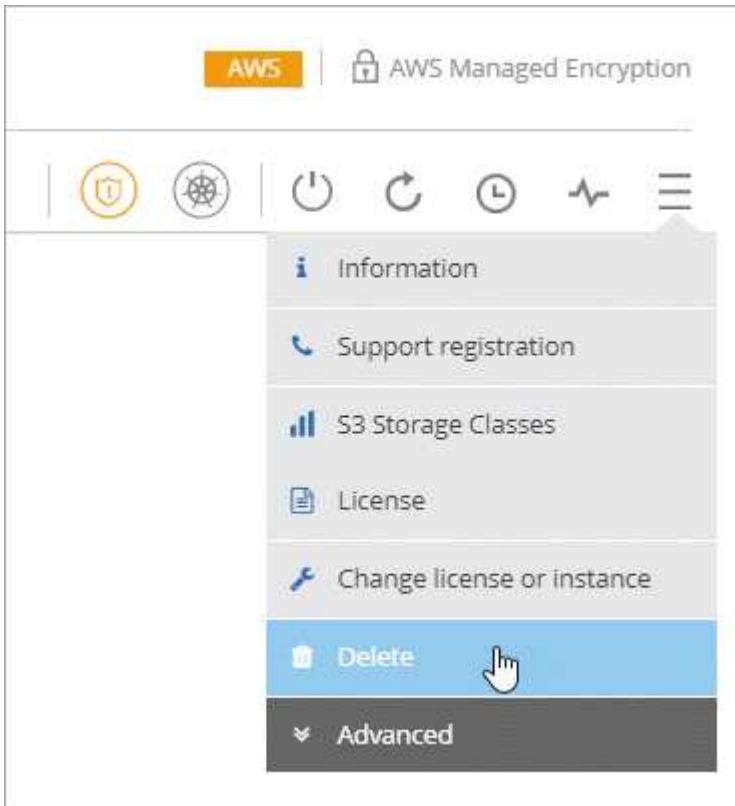 AWS
AWS Managed Encryption
Information
Support registration
S3 Storage Classes
License
Change license or instance
Delete
Advanced